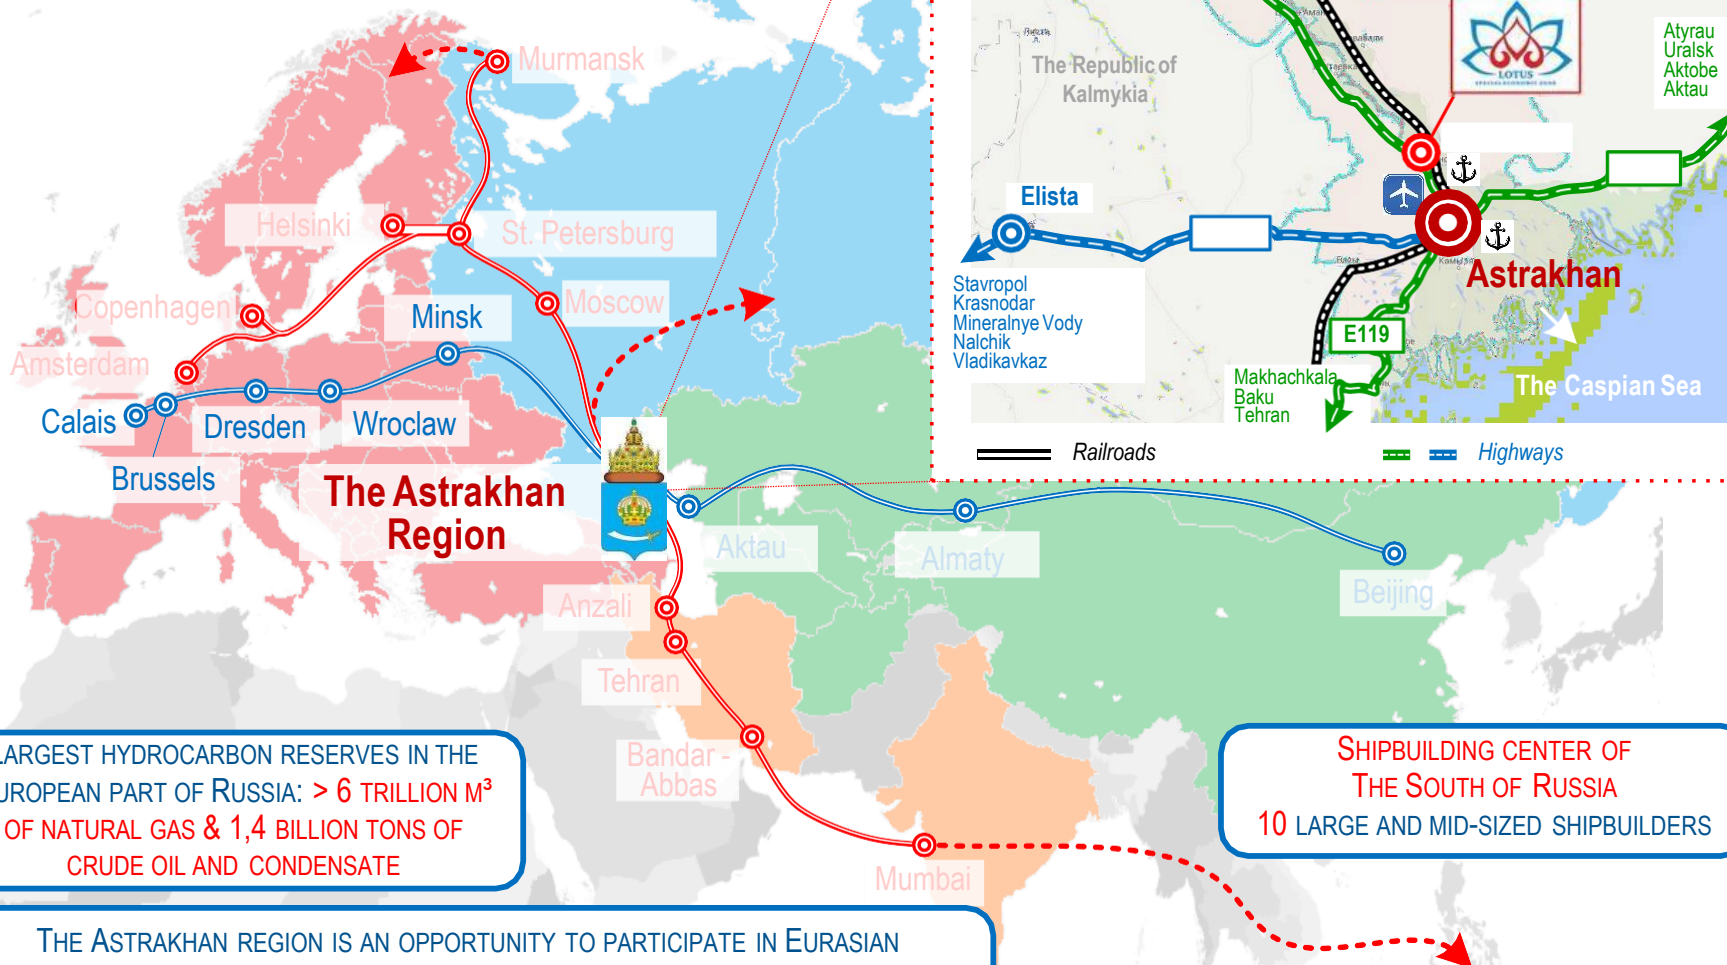 Murmansk
Helsinki
St. Petersburg
Copenhagen
Moscow
Minsk
Amsterdam
Calais
Dresden
Wroclaw
Brussels
The Astrakhan
Region
Aktau
Almaty
Beijing
Anzali
Tehran
Bandar -
Abbas
Mumbai
The Republic of
Kalmykia
LOTUS
SPECIAL ECONOMIC ZONE
Atyrau
Uralsk
Aktobe
Aktau
Elista
Stavropol
Krasnodar
Mineralnye Vody
Nalchik
Vladikavkaz
Astrakhan
E119
Makhachkala
Baku
Tehran
The Caspian Sea
Railroads
Highways
LARGEST HYDROCARBON RESERVES IN THE
UROPEAN PART OF RUSSIA: > 6 TRILLION M³
OF NATURAL GAS & 1,4 BILLION TONS OF
CRUDE OIL AND CONDENSATE
SHIPBUILDING CENTER OF
THE SOUTH OF RUSSIA
10 LARGE AND MID-SIZED SHIPBUILDERS
THE ASTRAKHAN REGION IS AN OPPORTUNITY TO PARTICIPATE IN EURASIAN